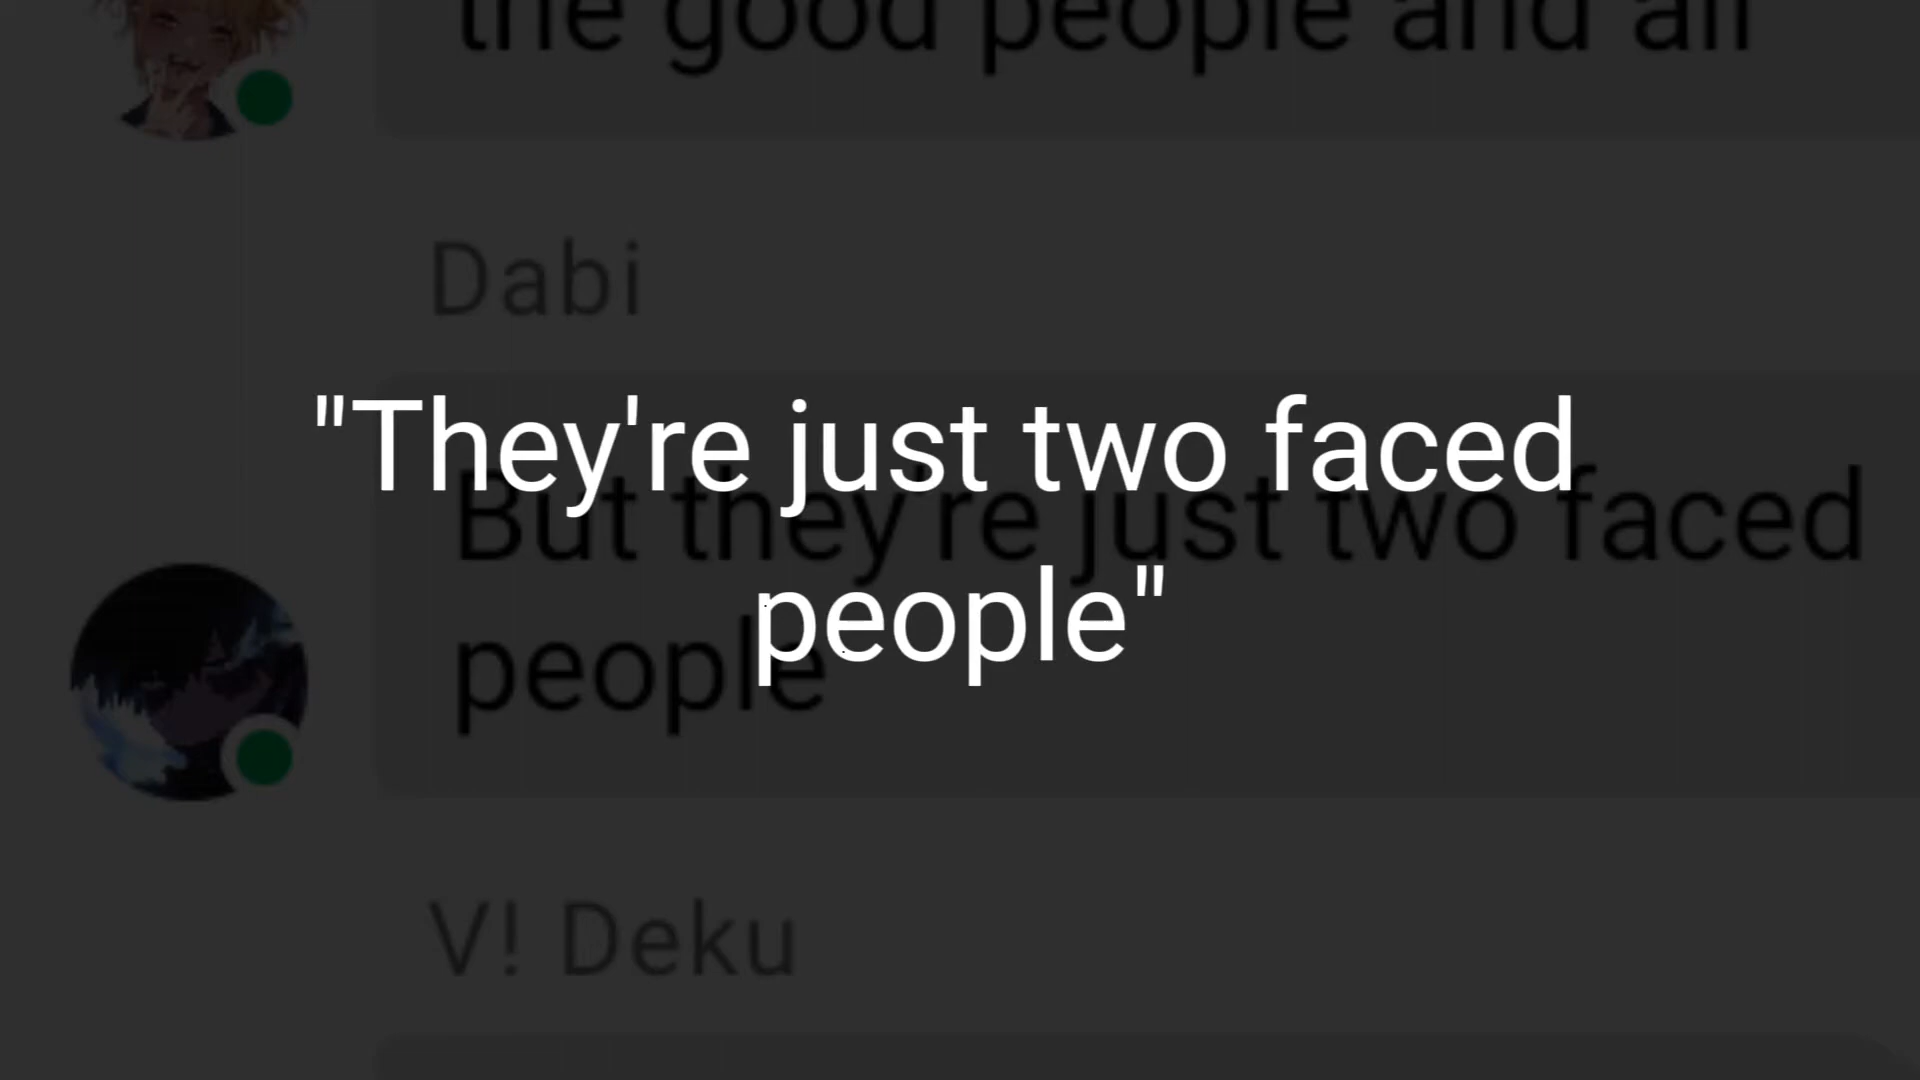 the good people and all
Dabi
"They're just two faced
people"
But they're just two faced
people
V! Deku